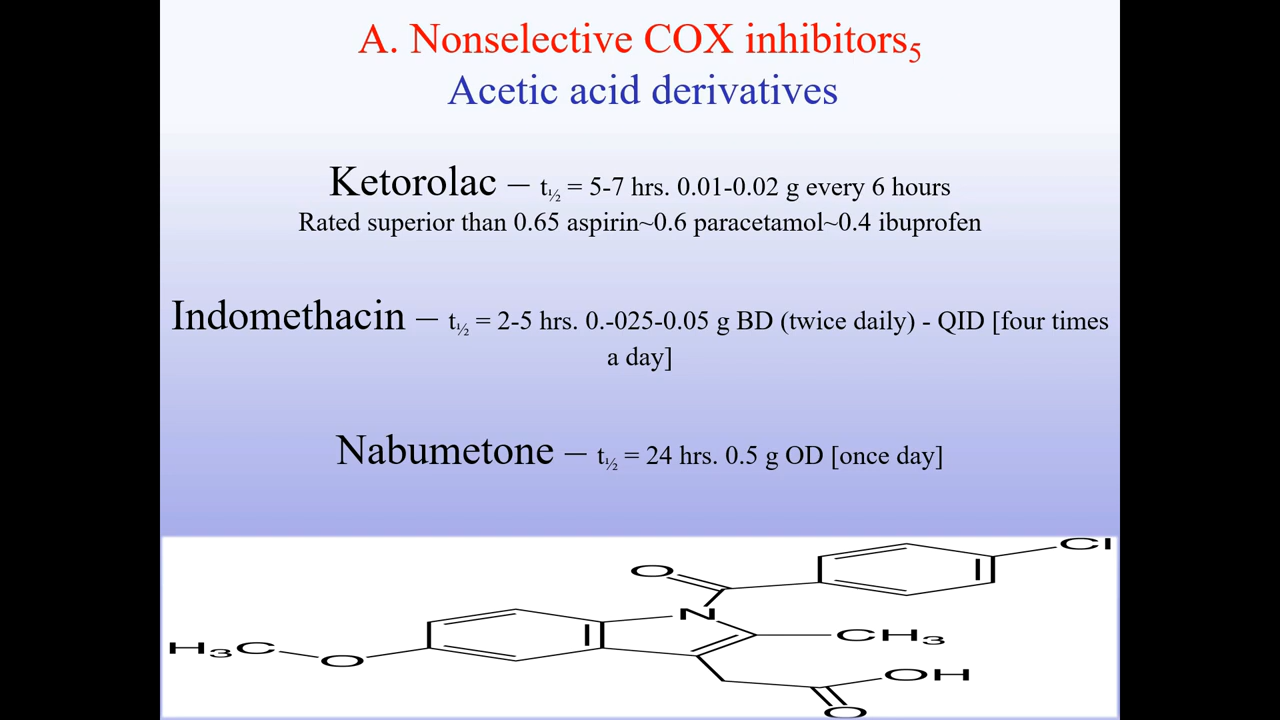 A. Nonselective COX inhibitors5
Acetic acid derivatives
Ketorolac – t½ = 5-7 hrs. 0.01-0.02 g every 6 hours
Rated superior than 0.65 aspirin~0.6 paracetamol~0.4 ibuprofen
Indomethacin – t½ = 2-5 hrs. 0.-025-0.05 g BD (twice daily) - QID [four times
a day]
Nabumetone – t½ = 24 hrs. 0.5 g OD [once day]
Cl
O
N
CH3
H3C
O
OH
O